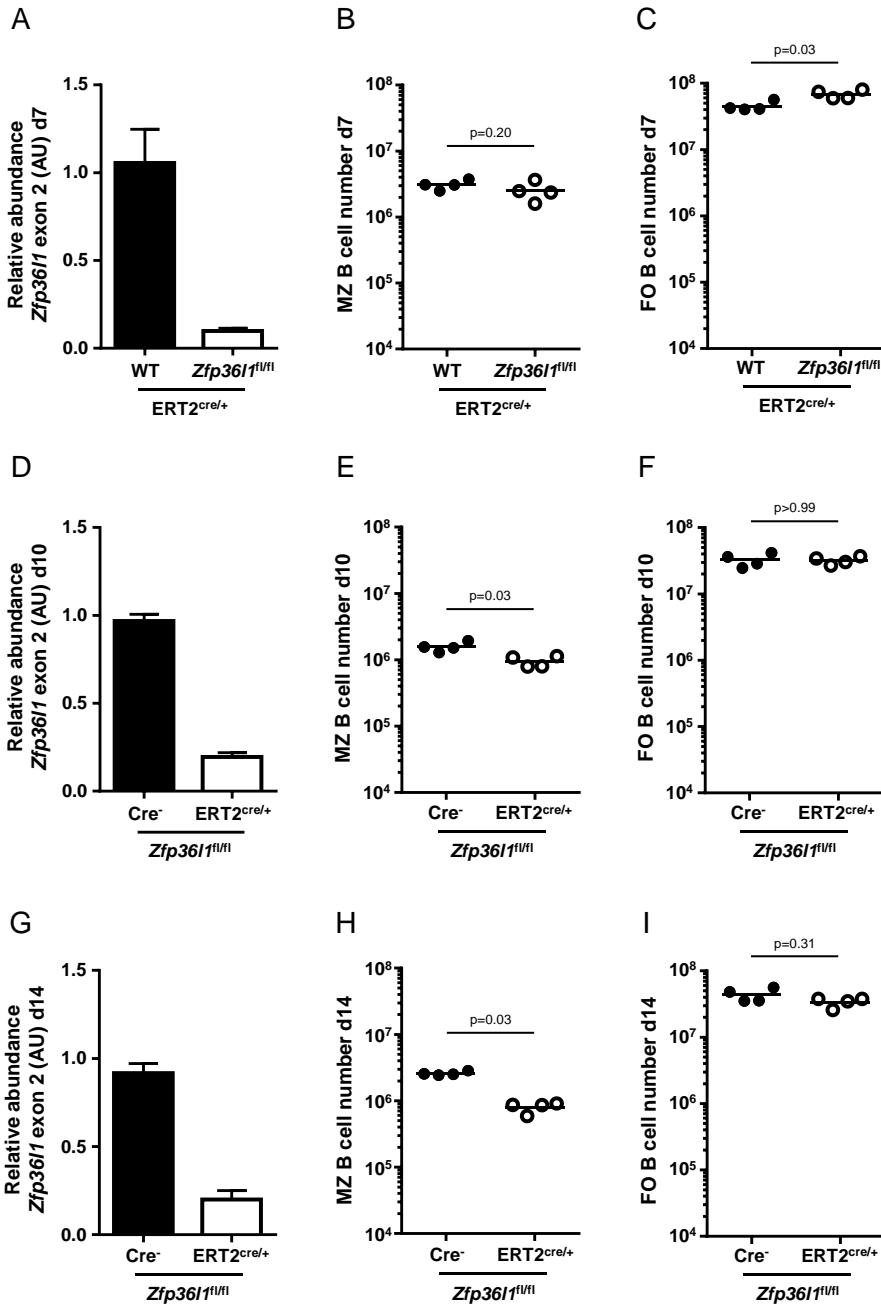 A
Relative abundance
Zfp36l1 exon 2 (AU) d7
1.5
1.0
0.5
0.0
WT
Zfp36l1fl/fl
ERT2cre/+
B
MZ B cell number d7
10⁸
10⁷
10⁶
10⁵
10⁴
p=0.20
WT
Zfp36l1fl/fl
ERT2cre/+
C
FO B cell number d7
10⁸
10⁷
10⁶
10⁵
10⁴
p=0.03
WT
Zfp36l1fl/fl
ERT2cre/+
D
Relative abundance
Zfp36l1 exon 2 (AU) d10
1.5
1.0
0.5
0.0
Cre⁻
ERT2cre/+
Zfp36l1fl/fl
E
MZ B cell number d10
10⁸
10⁷
10⁶
10⁵
10⁴
p=0.03
Cre⁻
ERT2cre/+
Zfp36l1fl/fl
F
FO B cell number d10
10⁸
10⁷
10⁶
10⁵
10⁴
p>0.99
Cre⁻
ERT2cre/+
Zfp36l1fl/fl
G
Relative abundance
Zfp36l1 exon 2 (AU) d14
1.5
1.0
0.5
0.0
Cre⁻
ERT2cre/+
Zfp36l1fl/fl
H
MZ B cell number d14
10⁸
10⁷
10⁶
10⁵
10⁴
p=0.03
Cre⁻
ERT2cre/+
Zfp36l1fl/fl
I
FO B cell number d14
10⁸
10⁷
10⁶
10⁵
10⁴
p=0.31
Cre⁻
ERT2cre/+
Zfp36l1fl/fl